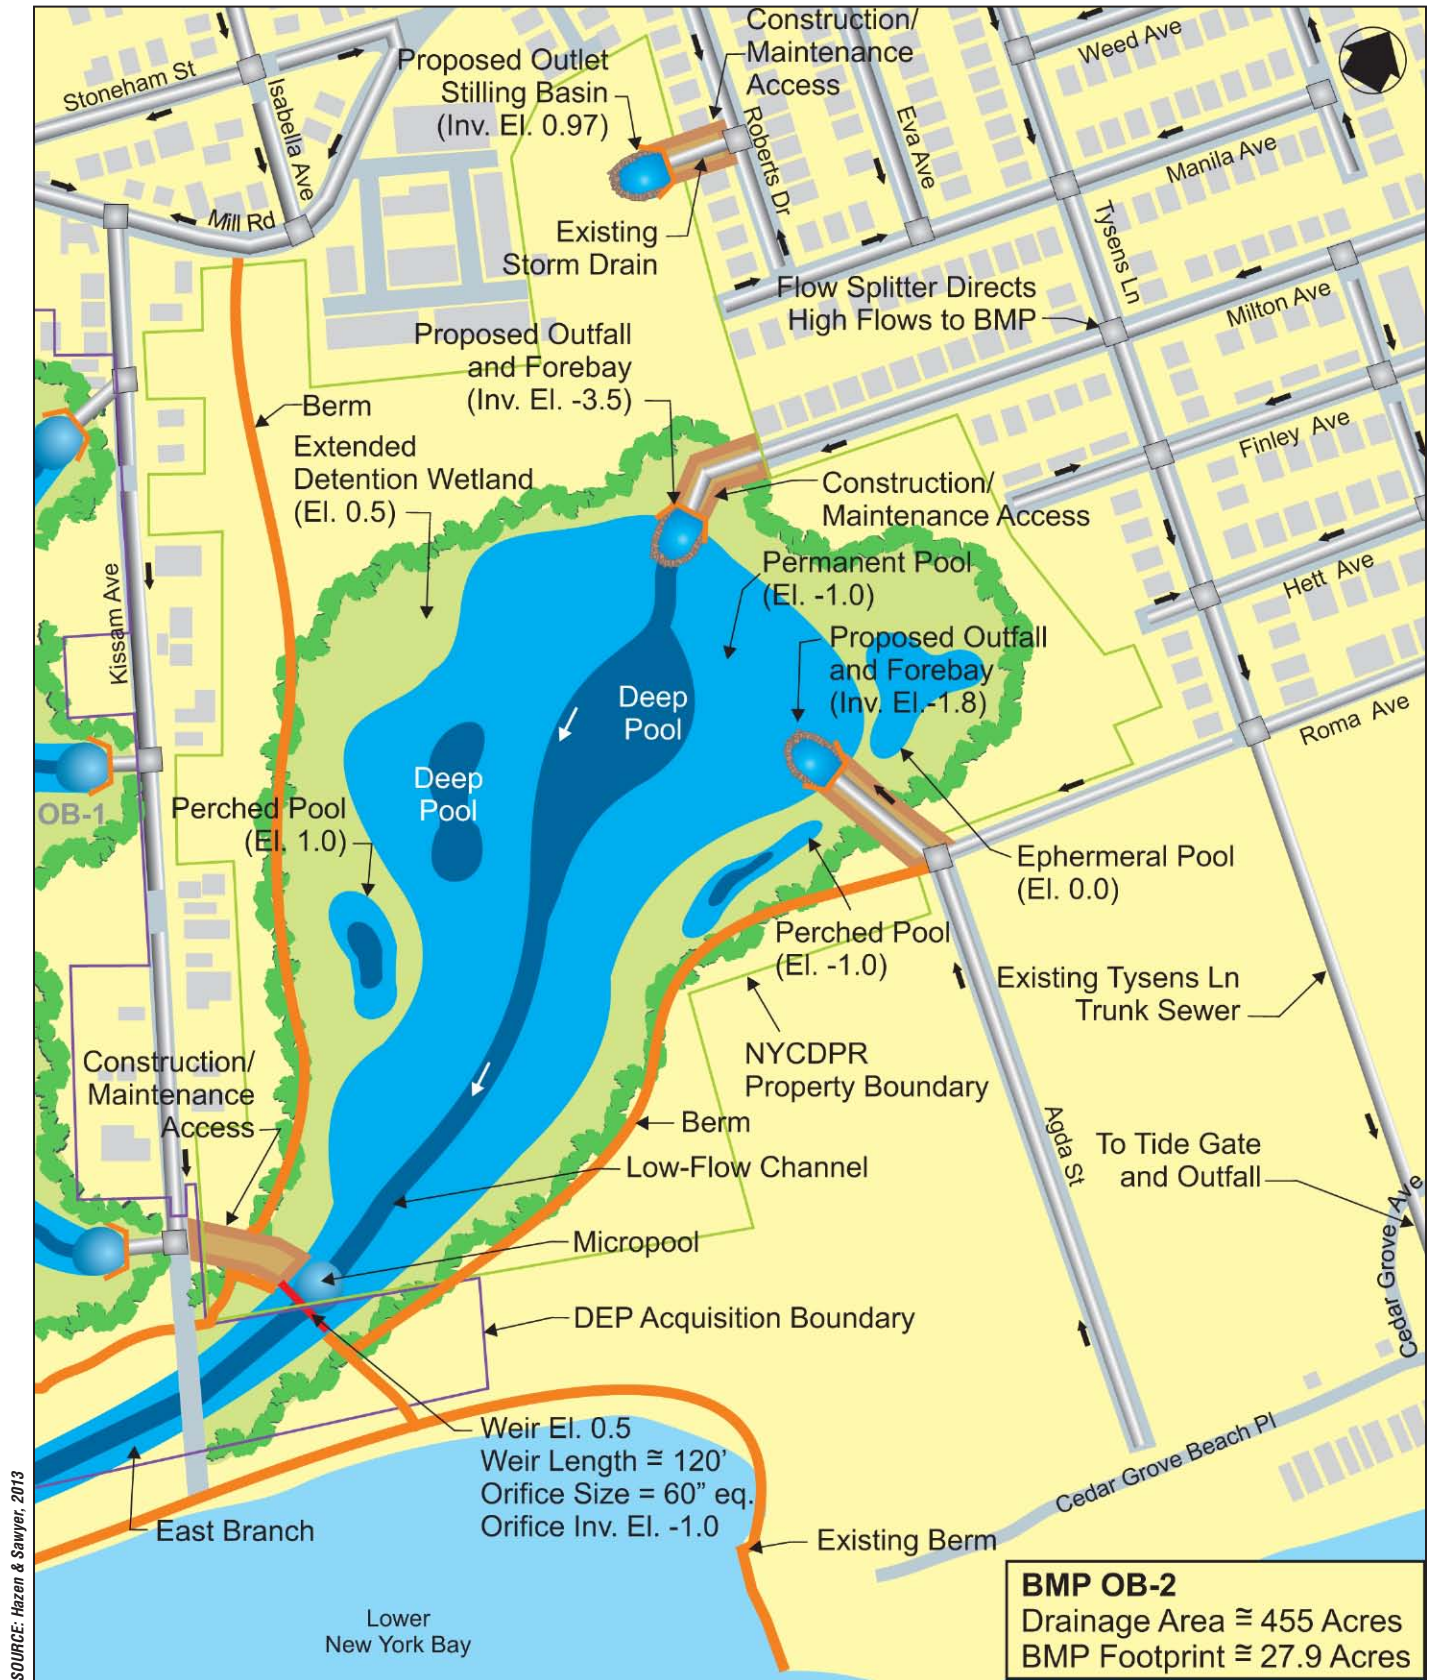 Construction/
Maintenance
Access
Weed Ave
Proposed Outlet
Stilling Basin
(Inv. El. 0.97)
Stoneham St
Isabella Ave
Roberts Dr
Eva Ave
Manila Ave
Mill Rd
Existing
Storm Drain
Tysens Ln
Flow Splitter Directs
High Flows to BMP
Milton Ave
Proposed Outfall
and Forebay
(Inv. El. -3.5)
Berm
Finley Ave
Extended
Detention Wetland
(El. 0.5)
Construction/
Maintenance Access
Permanent Pool
(El. -1.0)
Hett Ave
Kissam Ave
Proposed Outfall
and Forebay
(Inv. El.-1.8)
Deep
Pool
Roma Ave
Deep
Pool
OB-1
Perched Pool
(El. 1.0)
Ephermeral Pool
(El. 0.0)
Perched Pool
(El. -1.0)
Existing Tysens Ln
Trunk Sewer
NYCDPR
Property Boundary
Construction/
Maintenance
Access
Berm
Agda St
To Tide Gate
and Outfall
Low-Flow Channel
Cedar Grove Ave
Micropool
DEP Acquisition Boundary
Weir El. 0.5
Weir Length ≅ 120’
Orifice Size = 60” eq.
Orifice Inv. El. -1.0
Cedar Grove Beach Pl
East Branch
Existing Berm
Lower
New York Bay
BMP OB-2
Drainage Area ≅ 455 Acres
BMP Footprint ≅ 27.9 Acres
SOURCE: Hazen & Sawyer, 2013